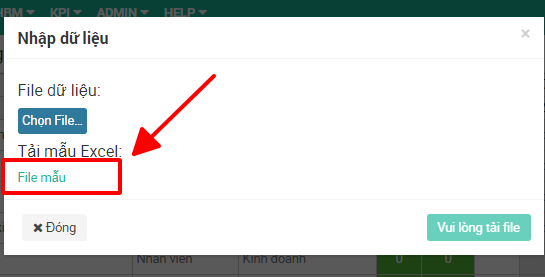 HRM KPI ADMIN HELP
Nhập dữ liệu ×
File dữ liệu:
Chọn File...
Tải mẫu Excel:
File mẫu
Đóng Vui lòng tải file
Nhân viên Kinh doanh 0 0